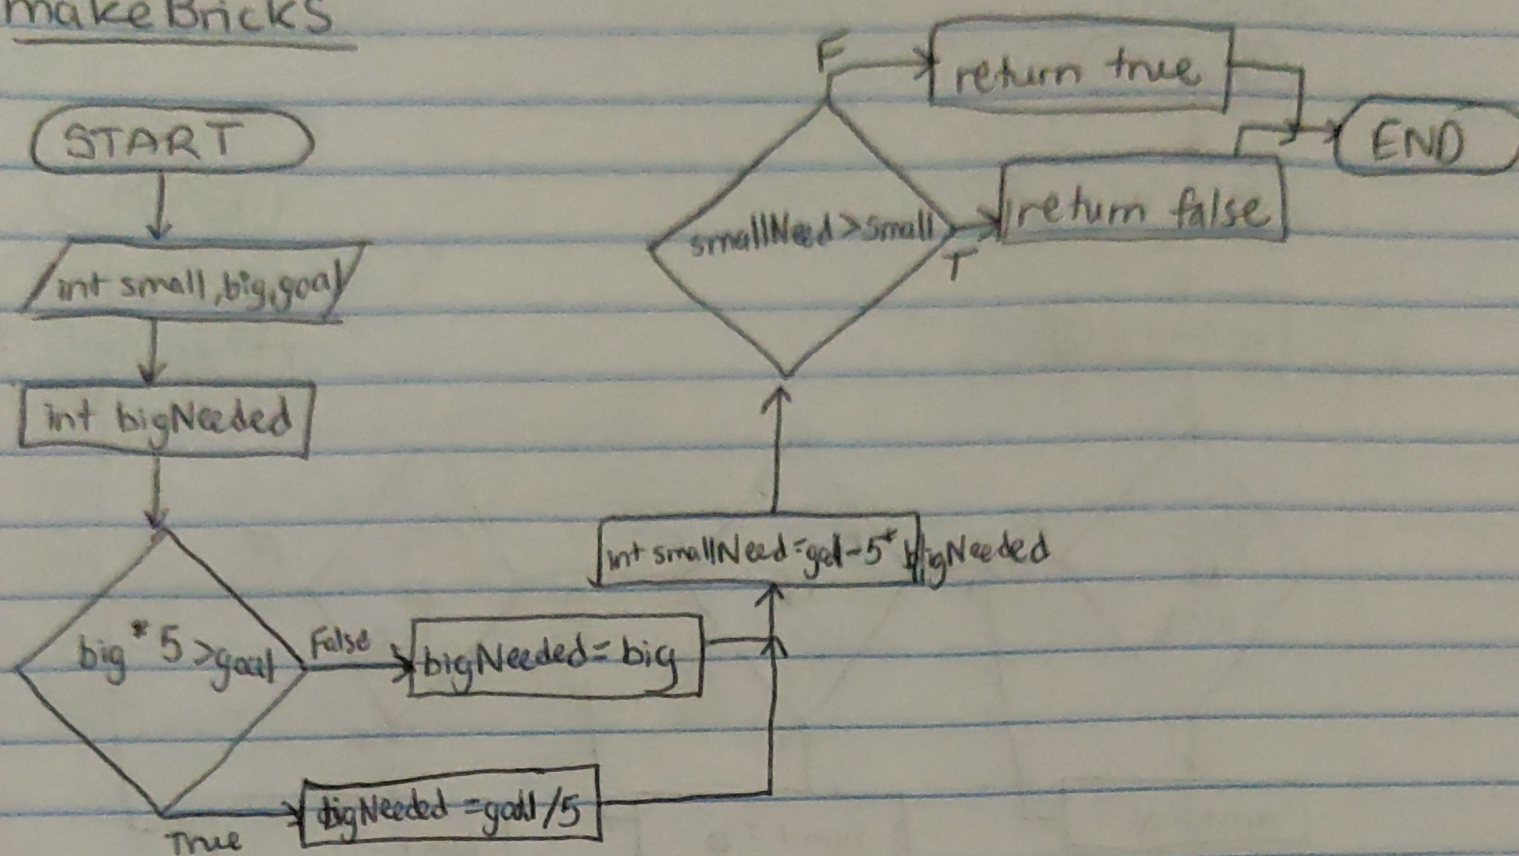 makeBricks
START
int small, big, goal
int bigNeeded
big * 5 > goal
False
bigNeeded = big
True
bigNeeded = goal / 5
int smallNeed = goal - 5 * bigNeeded
smallNeed > small
F
return true
T
return false
END